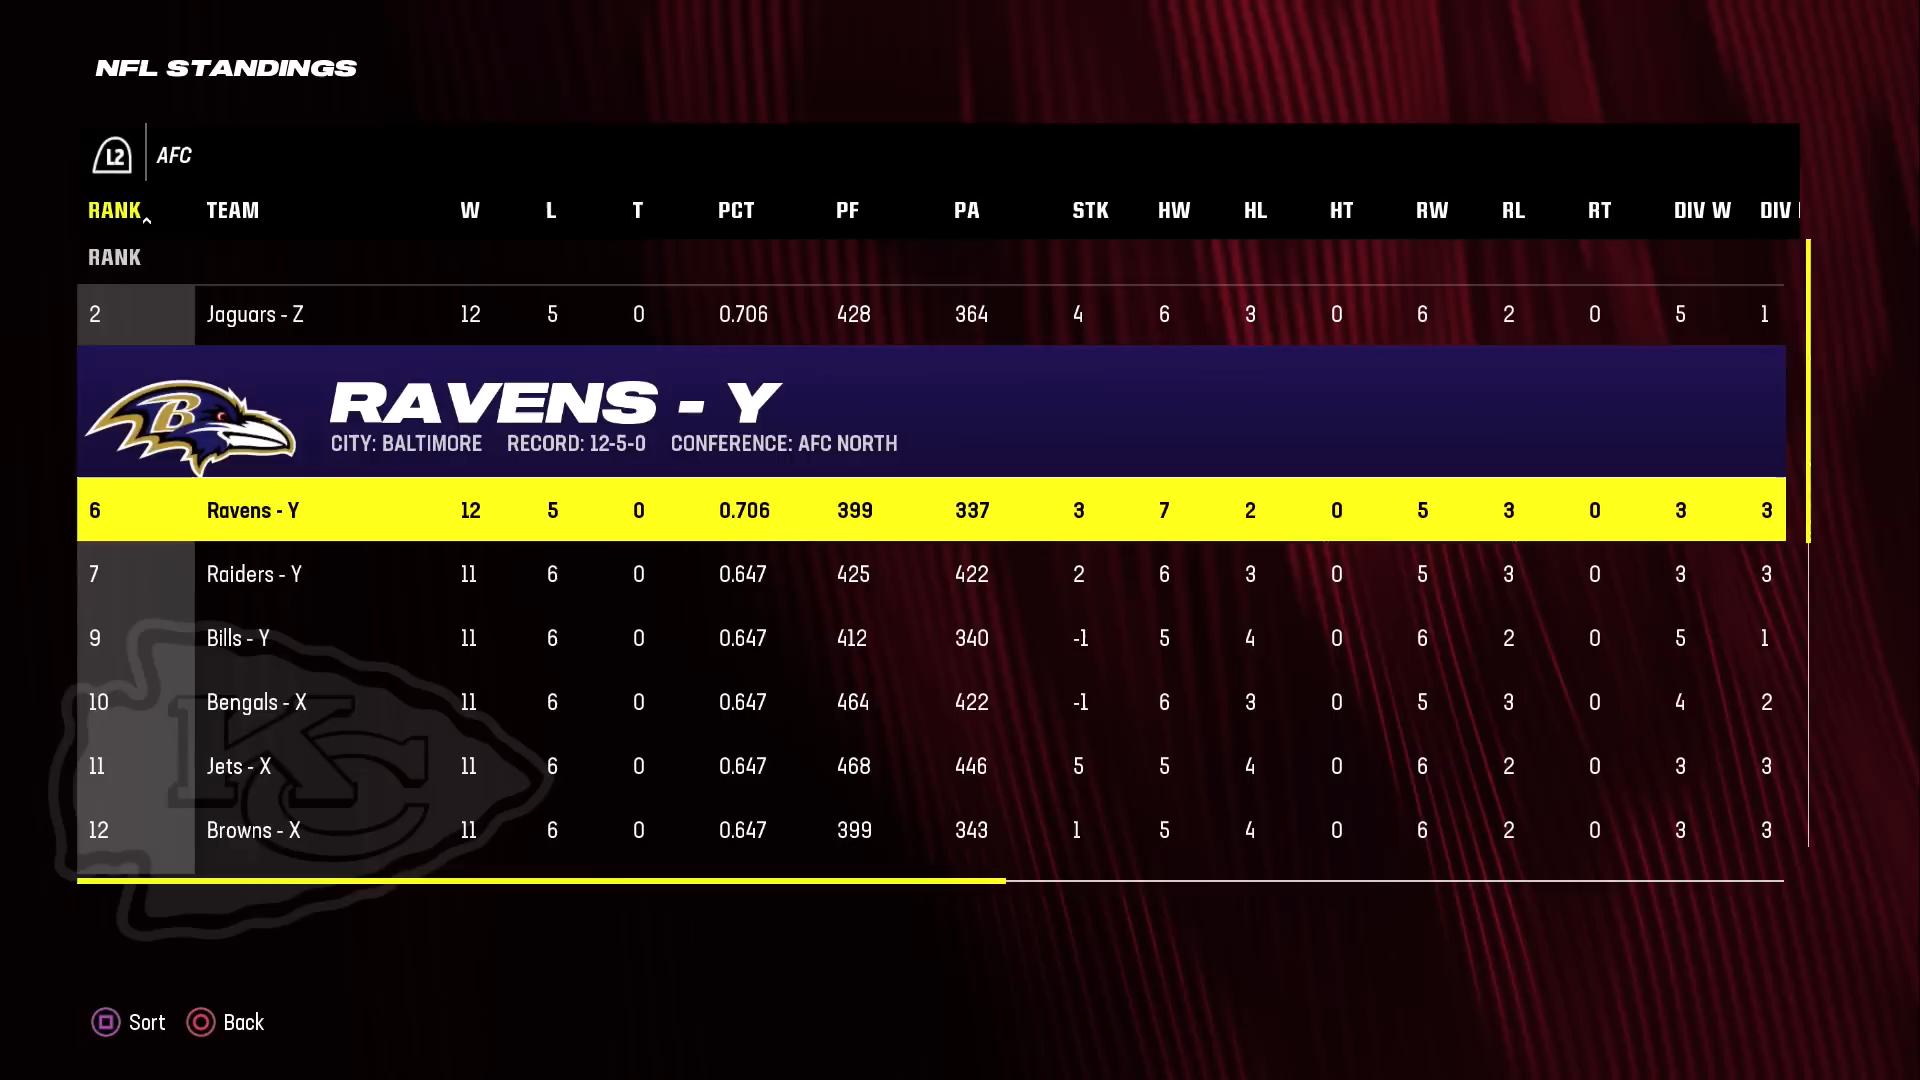 NFL STANDINGS
L2 AFC
RANK TEAM W L T PCT PF PA STK HW HL HT RW RL RT DIV W DIV
RANK
2 Jaguars - Z 12 5 0 0.706 428 364 4 6 3 0 6 2 0 5 1
B RAVENS - Y
CITY: BALTIMORE RECORD: 12-5-0 CONFERENCE: AFC NORTH
6 Ravens - Y 12 5 0 0.706 399 337 3 7 2 0 5 3 0 3 3
7 Raiders - Y 11 6 0 0.647 425 422 2 6 3 0 5 3 0 3 3
9 Bills - Y 11 6 0 0.647 412 340 -1 5 4 0 6 2 0 5 1
10 Bengals - X 11 6 0 0.647 464 422 -1 6 3 0 5 3 0 4 2
11 Jets - X 11 6 0 0.647 468 446 5 5 4 0 6 2 0 3 3
12 Browns - X 11 6 0 0.647 399 343 1 5 4 0 6 2 0 3 3
KC
Sort Back